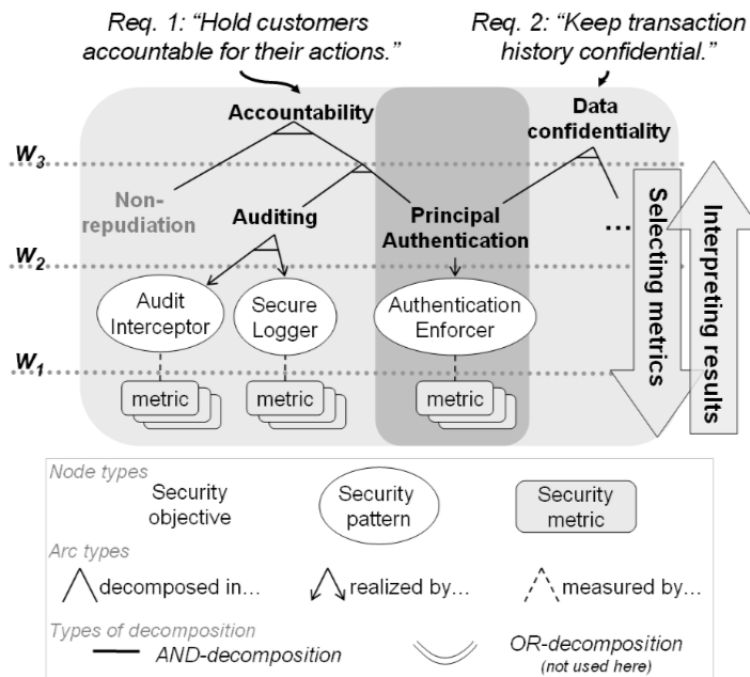 Req. 1: “Hold customers
accountable for their actions.”
Req. 2: “Keep transaction
history confidential.”
Accountability
Data
confidentiality
W3
Non-
repudiation
Auditing
Principal
Authentication
...
W2
Audit
Interceptor
Secure
Logger
Authentication
Enforcer
W1
metric
metric
metric
Selecting metrics
Interpreting results
Node types
Security
objective
Security
pattern
Security
metric
Arc types
decomposed in...
realized by...
measured by...
Types of decomposition
AND-decomposition
OR-decomposition
(not used here)